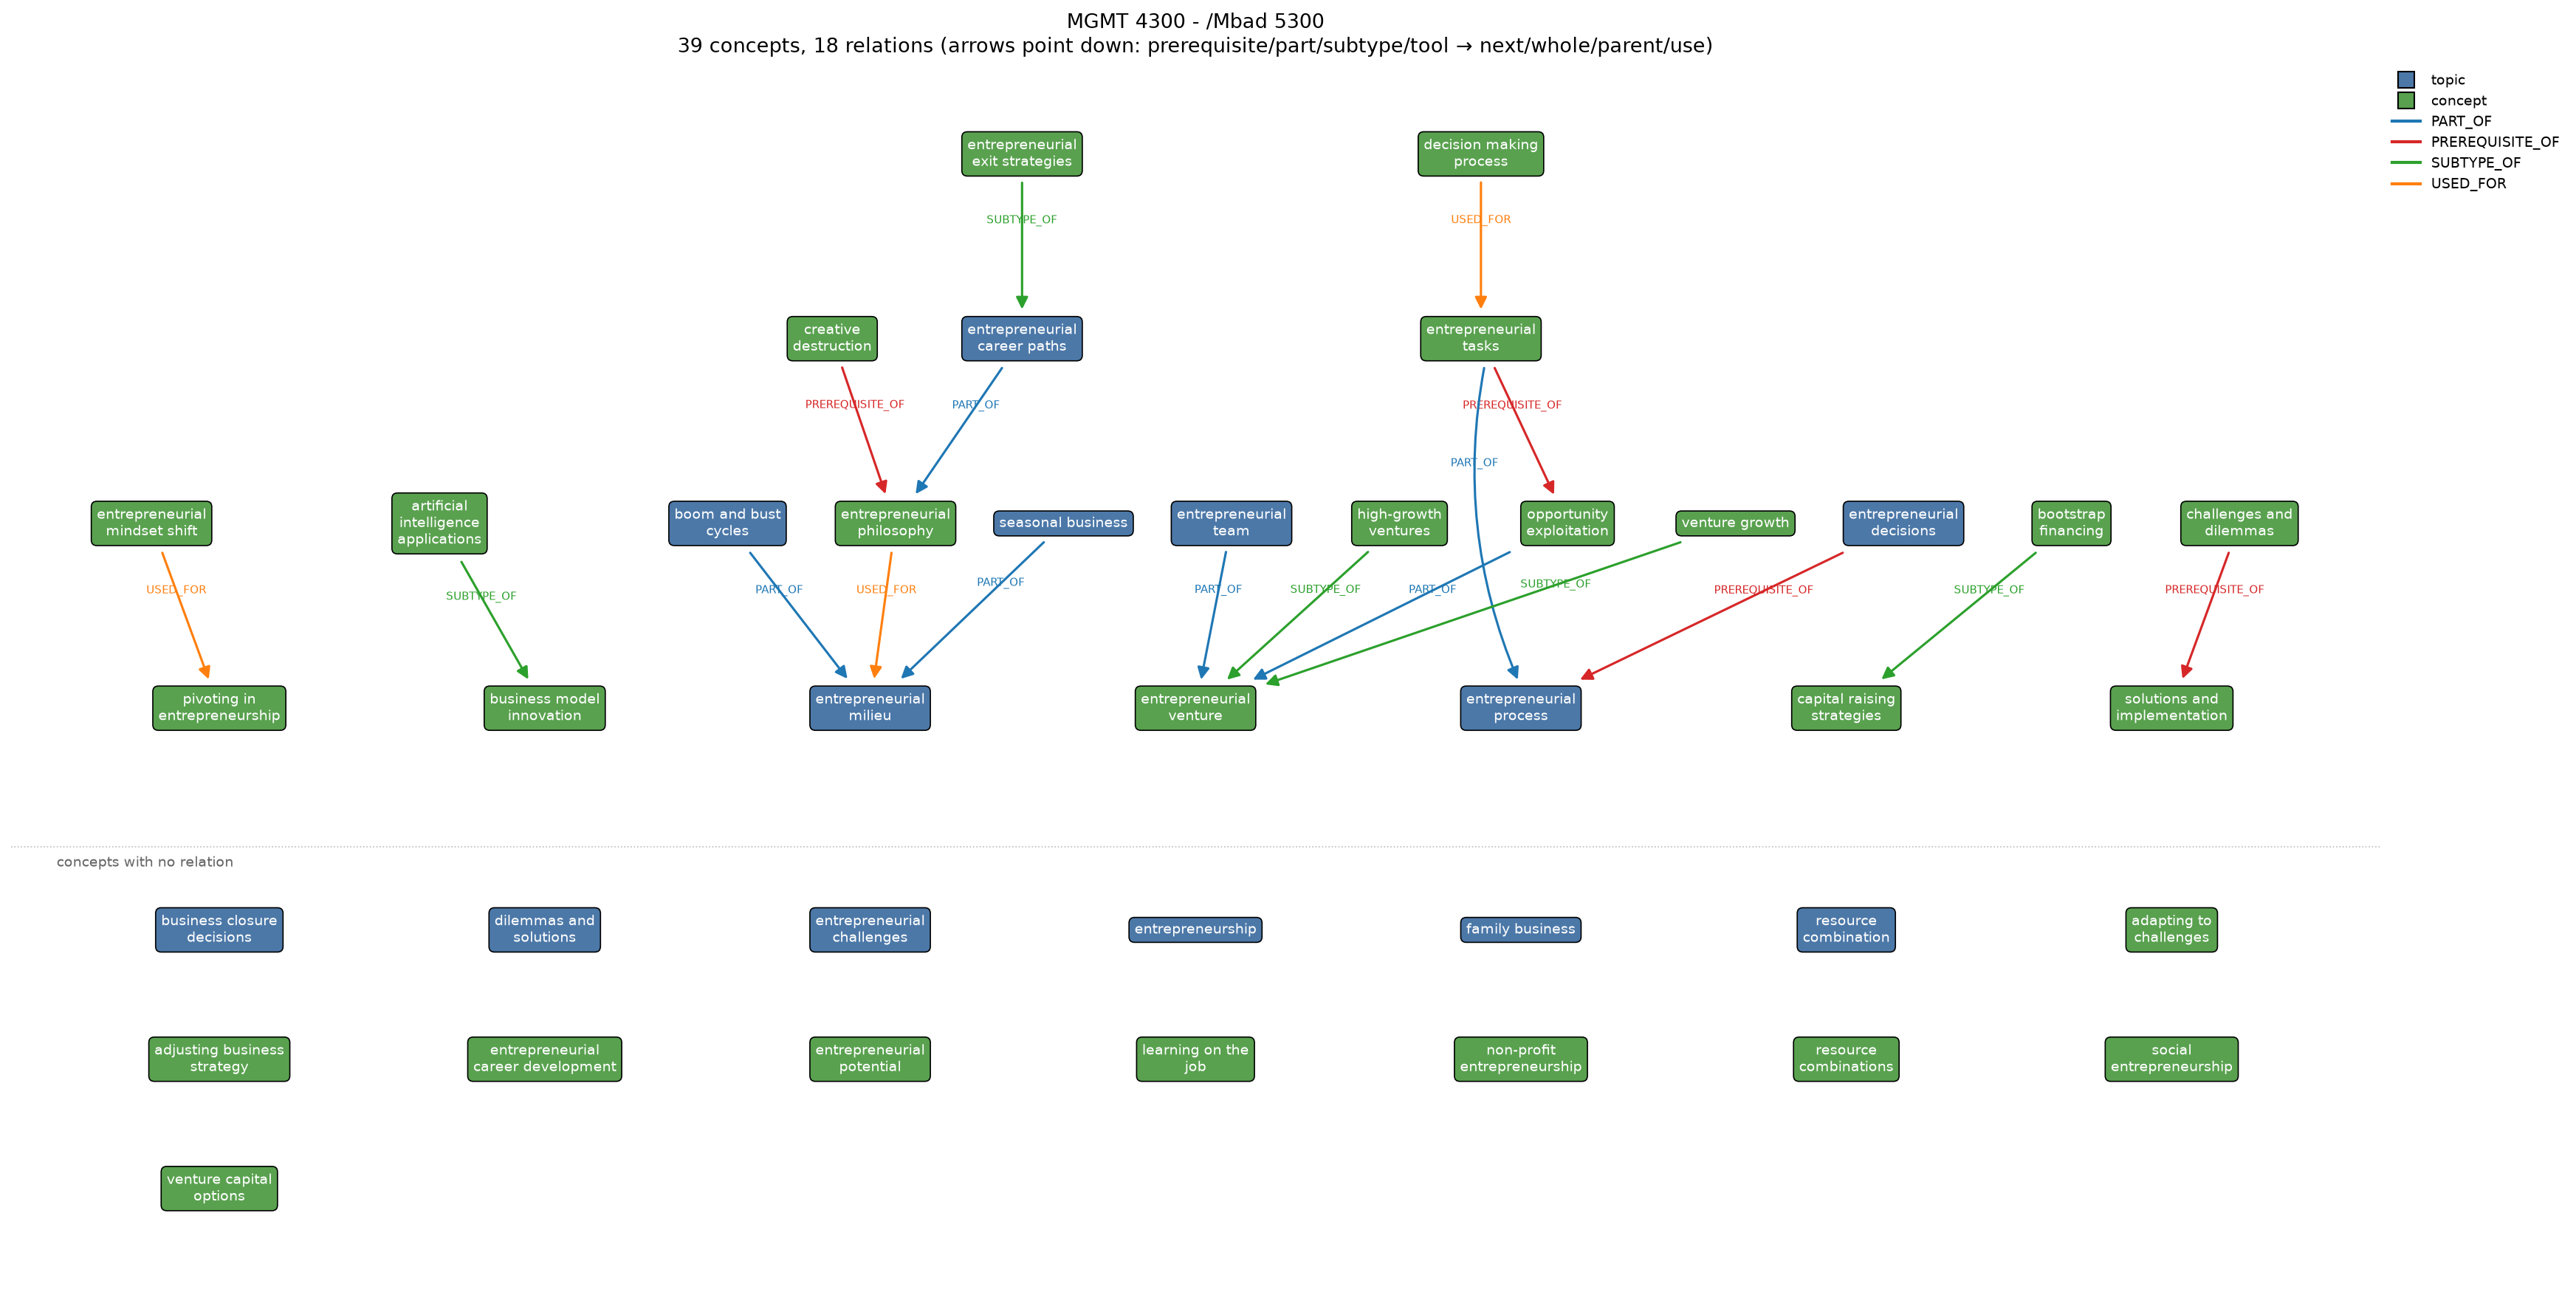 MGMT 4300 - /Mbad 5300
39 concepts, 18 relations (arrows point down: prerequisite/part/subtype/tool → next/whole/parent/use)
topic
concept
PART_OF
PREREQUISITE_OF
SUBTYPE_OF
USED_FOR
entrepreneurial
exit strategies
decision making
process
SUBTYPE_OF
USED_FOR
creative
destruction
entrepreneurial
career paths
entrepreneurial
tasks
PREREQUISITE_OF
PART_OF
PREREQUISITE_OF
PART_OF
entrepreneurial
mindset shift
artificial
intelligence
applications
boom and bust
cycles
entrepreneurial
philosophy
seasonal business
entrepreneurial
team
high-growth
ventures
opportunity
exploitation
venture growth
entrepreneurial
decisions
bootstrap
financing
challenges and
dilemmas
USED_FOR
SUBTYPE_OF
PART_OF
USED_FOR
PART_OF
PART_OF
SUBTYPE_OF
PART_OF
SUBTYPE_OF
PREREQUISITE_OF
SUBTYPE_OF
PREREQUISITE_OF
pivoting in
entrepreneurship
business model
innovation
entrepreneurial
milieu
entrepreneurial
venture
entrepreneurial
process
capital raising
strategies
solutions and
implementation
concepts with no relation
business closure
decisions
dilemmas and
solutions
entrepreneurial
challenges
entrepreneurship
family business
resource
combination
adapting to
challenges
adjusting business
strategy
entrepreneurial
career development
entrepreneurial
potential
learning on the
job
non-profit
entrepreneurship
resource
combinations
social
entrepreneurship
venture capital
options